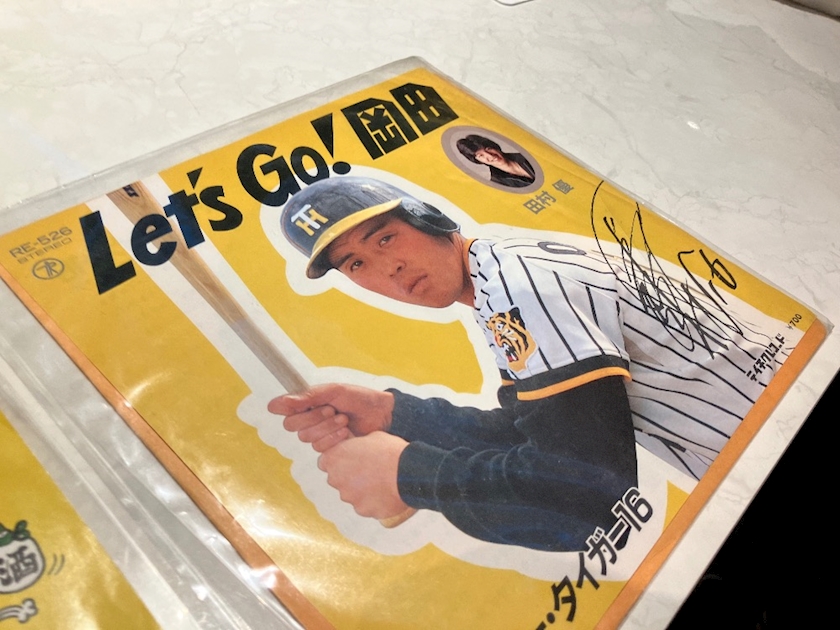 Let's Go! 岡田
RE-526
STEREO
田村 優
テイチクレコード ¥700
・タイガー16
酒